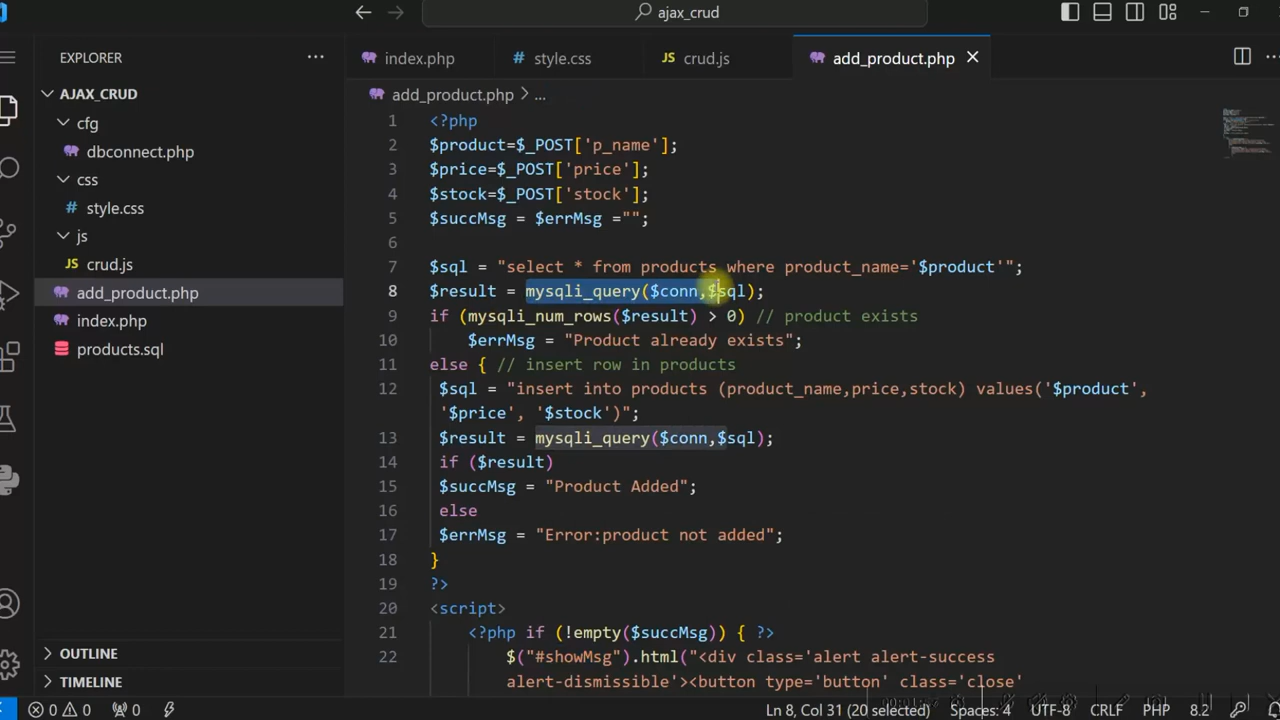 ajax_crud
EXPLORER
index.php
# style.css
JS crud.js
add_product.php
AJAX_CRUD
add_product.php > ...
cfg
dbconnect.php
css
# style.css
js
JS crud.js
add_product.php
index.php
products.sql
OUTLINE
TIMELINE
1 <?php
2 $product=$_POST['p_name'];
3 $price=$_POST['price'];
4 $stock=$_POST['stock'];
5 $succMsg = $errMsg ="";
6
7 $sql = "select * from products where product_name='$product'";
8 $result = mysqli_query($conn,$sql);
9 if (mysqli_num_rows($result) > 0) // product exists
10 $errMsg = "Product already exists";
11 else { // insert row in products
12 $sql = "insert into products (product_name,price,stock) values('$product',
'$price', '$stock')";
13 $result = mysqli_query($conn,$sql);
14 if ($result)
15 $succMsg = "Product Added";
16 else
17 $errMsg = "Error:product not added";
18 }
19 ?>
20 <script>
21 <?php if (!empty($succMsg)) { ?>
22 $("#showMsg").html("<div class='alert alert-success
alert-dismissible'><button type='button' class='close'
0 0 0 Ln 8, Col 31 (20 selected) Spaces: 4 UTF-8 CRLF PHP 8.2